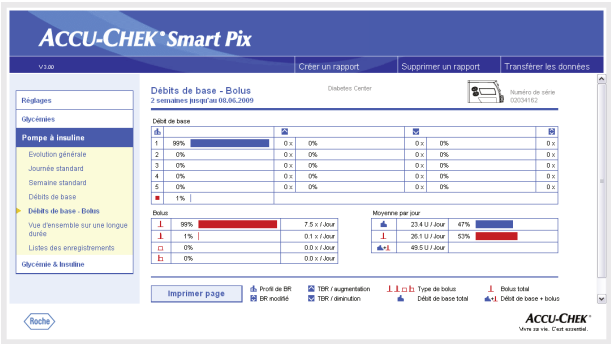 ACCU-CHEK® Smart Pix
V 3.00
Créer un rapport
Supprimer un rapport
Transférer les données
Réglages
Glycémies
Pompe à insuline
Evolution générale
Journée standard
Semaine standard
Débits de base
Débits de base - Bolus
Vue d'ensemble sur une longue
durée
Listes des enregistrements
Glycémie & Insuline
Débits de base - Bolus
2 semaines jusqu'au 08.06.2009
Diabetes Center
Numéro de série
02034162
Débit de base
1 99% 0 x 0% 0 x 0% 0 x
2 0% 0 x 0% 0 x 0% 0 x
3 0% 0 x 0% 0 x 0% 0 x
4 0% 0 x 0% 0 x 0% 0 x
5 0% 0 x 0% 0 x 0% 0 x
1%
Bolus
99% 7.5 x / Jour
1% 0.1 x / Jour
0% 0.0 x / Jour
0% 0.0 x / Jour
Moyenne par jour
23.4 U / Jour 47%
26.1 U / Jour 53%
49.5 U / Jour
Imprimer page
Profil de BR
TBR / augmentation
Type de bolus
Bolus total
BR modifié
TBR / diminution
Débit de base total
Débit de base + bolus
Roche
ACCU-CHEK®
Vivre sa vie. C'est essentiel.